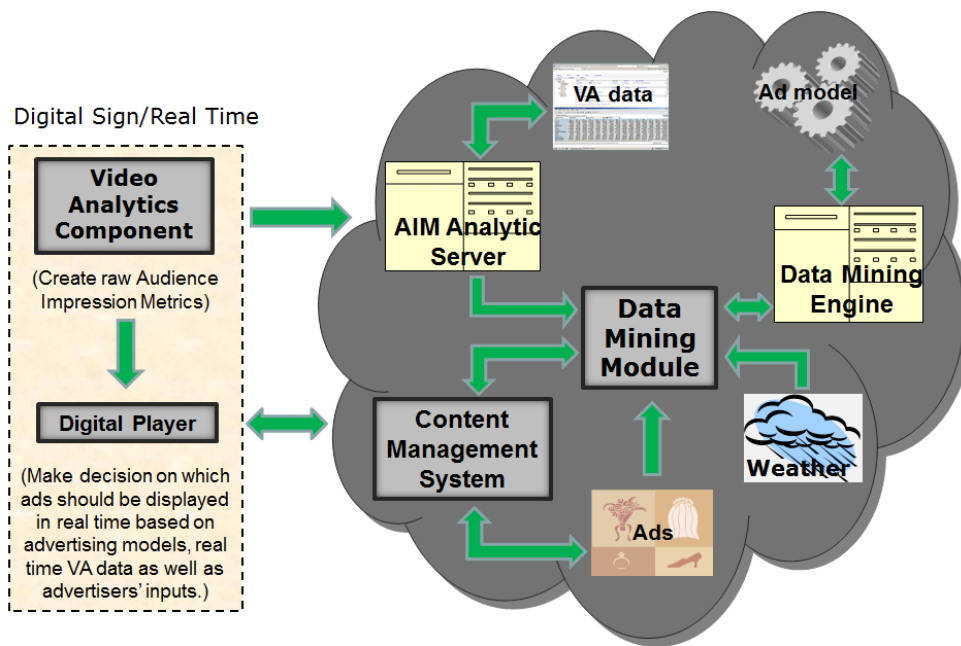 Digital Sign/Real Time
Video
Analytics
Component
(Create raw Audience
Impression Metrics)
Digital Player
(Make decision on which
ads should be displayed
in real time based on
advertising models, real
time VA data as well as
advertisers' inputs.)
VA data
Ad model
AIM Analytic
Server
Data Mining
Engine
Data
Mining
Module
Content
Management
System
Weather
Ads